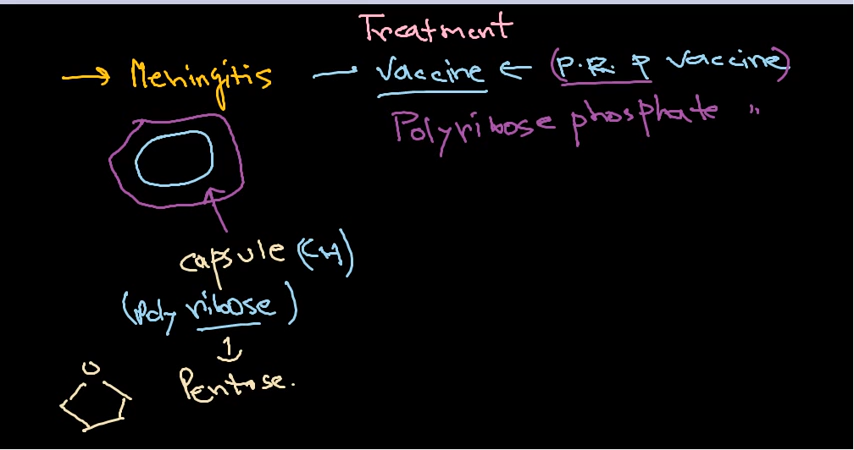 Treatment
→ Meningitis — Vaccine ← (P.R. P Vaccine)
Polyribose phosphate "
capsule (CH)
(Poly ribose)
↓
Pentose.
O